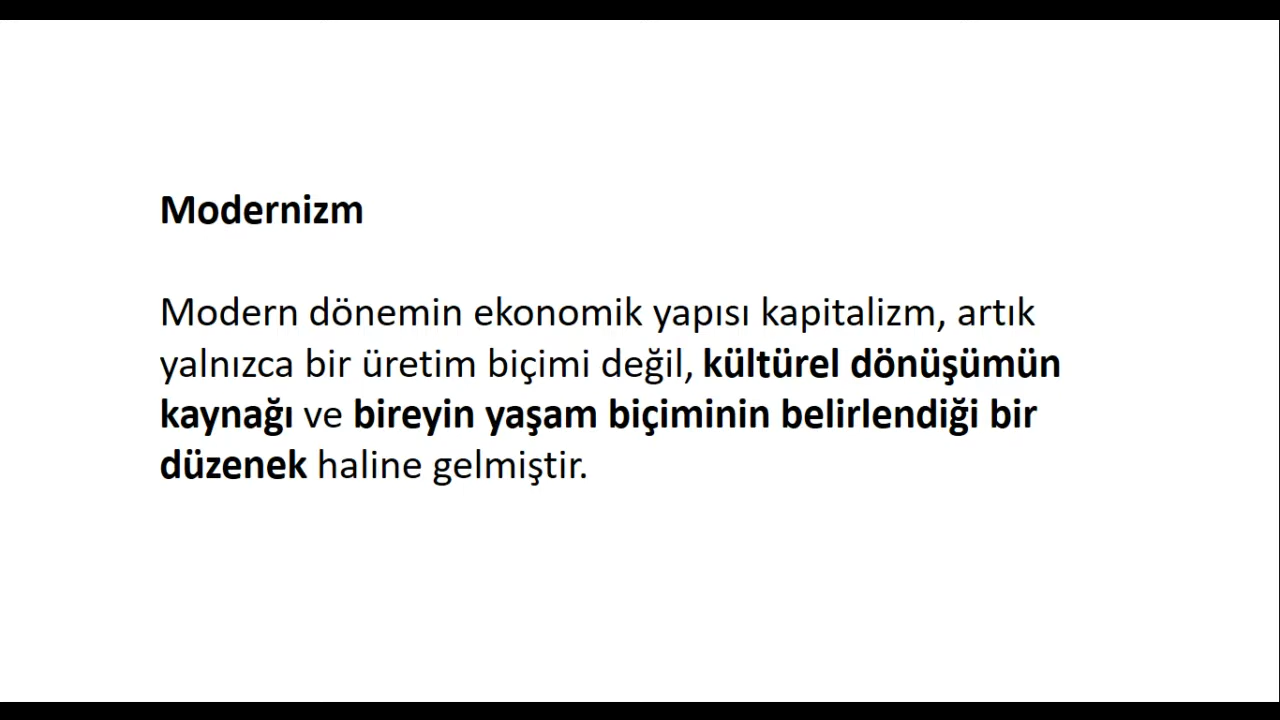 Modernizm
Modern dönemin ekonomik yapısı kapitalizm, artık
yalnızca bir üretim biçimi değil, kültürel dönüşümün
kaynağı ve bireyin yaşam biçiminin belirlendiği bir
düzenek haline gelmiştir.